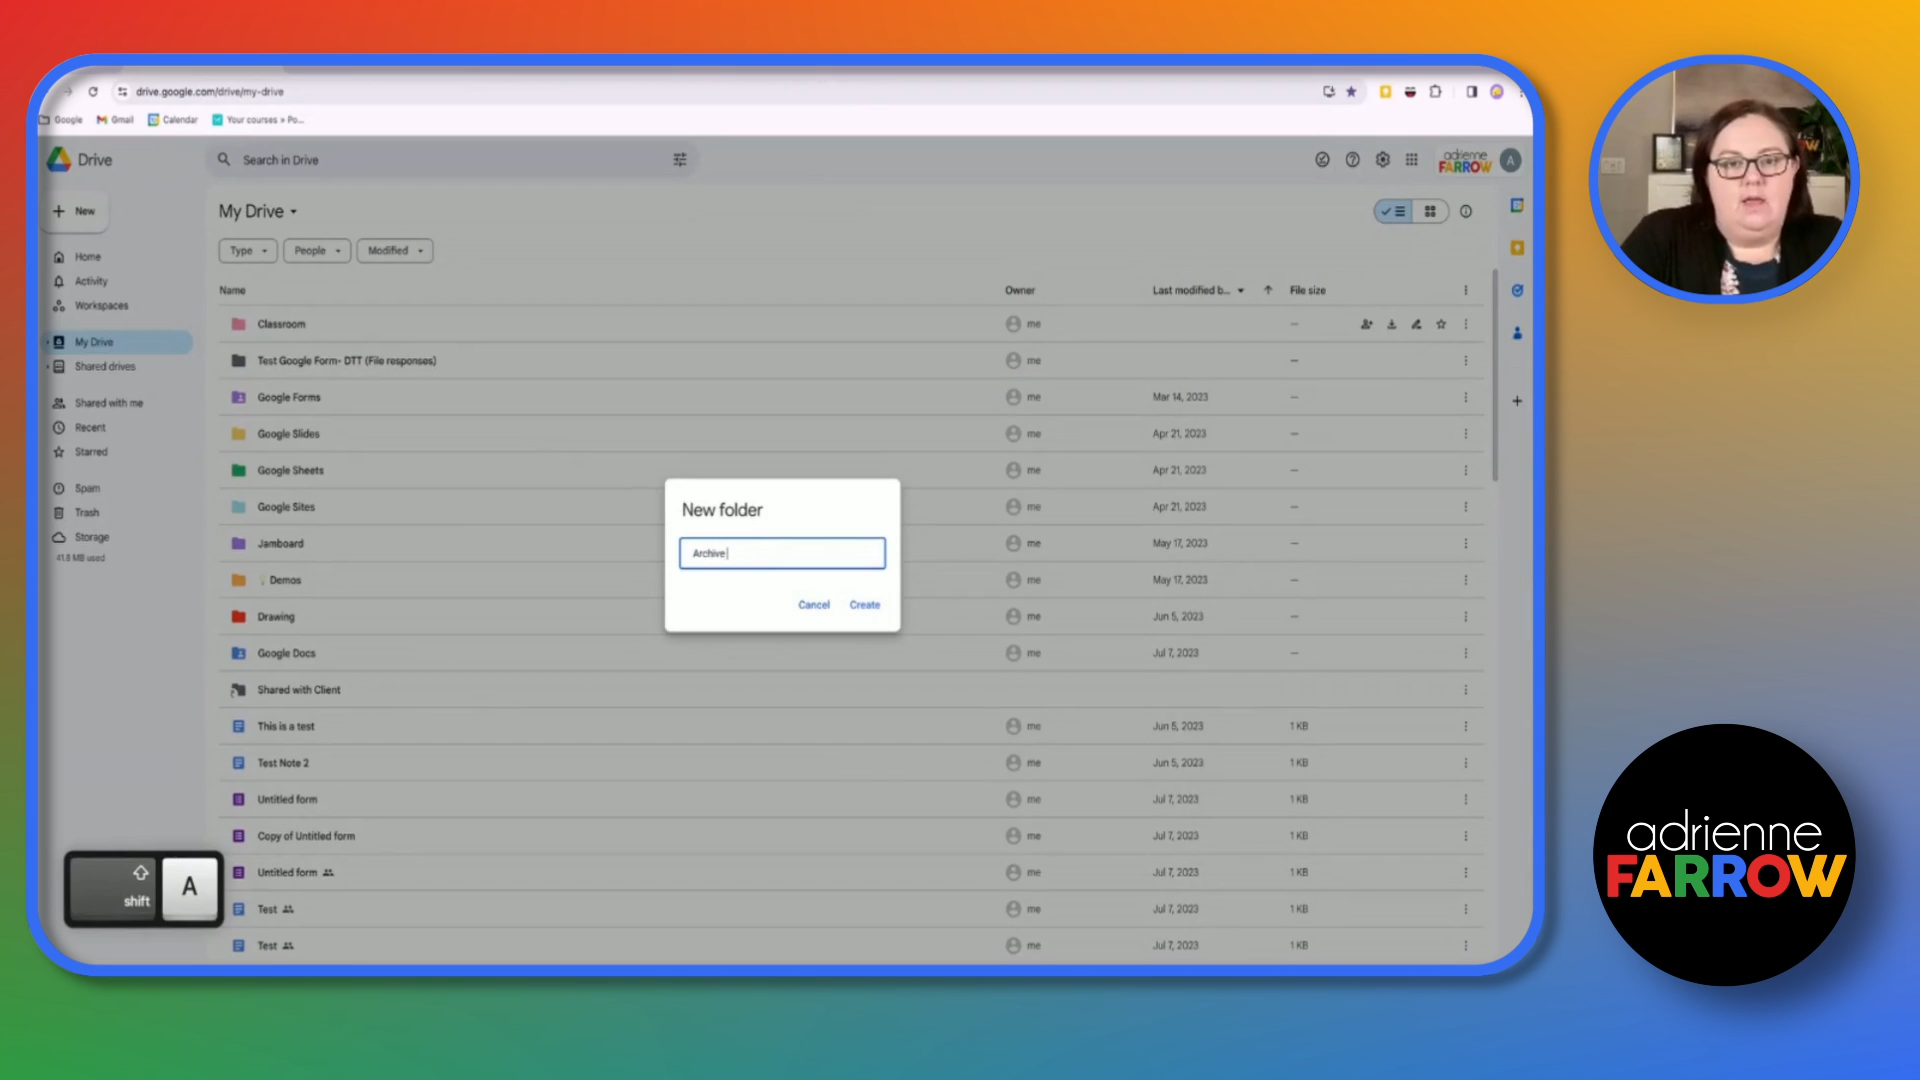 drive.google.com/drive/my-drive
Google Gmail Calendar Your courses » Po...
Drive Search in Drive adrienne FARROW A
New My Drive
Type People Modified
Home
Activity
Workspaces
My Drive
Shared drives
Shared with me
Recent
Starred
Spam
Trash
Storage
41.8 MB used
Name Owner Last modified b... File size
Classroom me —
Test Google Form- DTT (File responses) me —
Google Forms me Mar 14, 2023 —
Google Slides me Apr 21, 2023 —
Google Sheets me Apr 21, 2023 —
Google Sites me Apr 21, 2023 —
Jamboard me May 17, 2023 —
Demos me May 17, 2023 —
Drawing me Jun 5, 2023 —
Google Docs me Jul 7, 2023 —
Shared with Client
This is a test me Jun 5, 2023 1 KB
Test Note 2 me Jun 5, 2023 1 KB
Untitled form me Jul 7, 2023 1 KB
Copy of Untitled form me Jul 7, 2023 1 KB
Untitled form me Jul 7, 2023 1 KB
Test me Jul 7, 2023 1 KB
Test me Jul 7, 2023 1 KB
New folder
Archive
Cancel Create
shift A
adrienne
FARROW